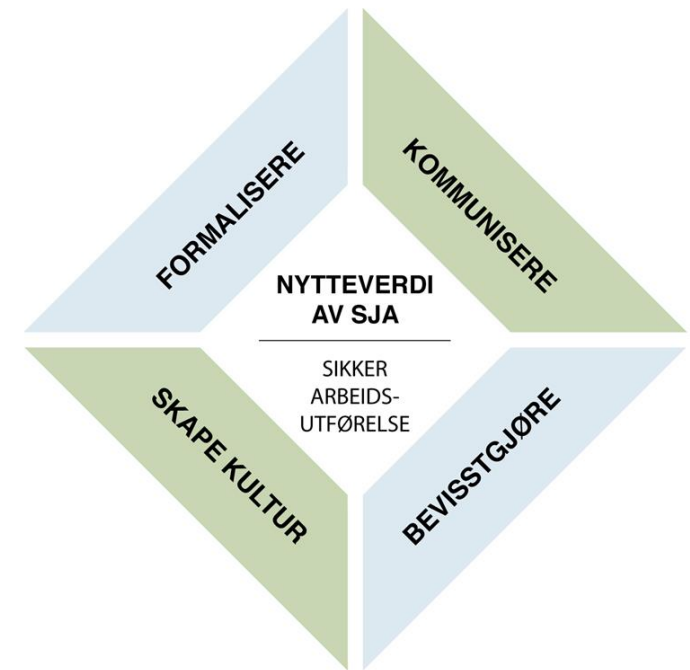 FORMALISERE
KOMMUNISERE
NYTTEVERDI
AV SJA
SIKKER
ARBEIDS-
UTFØRELSE
SKAPE KULTUR
BEVISSTGJØRE